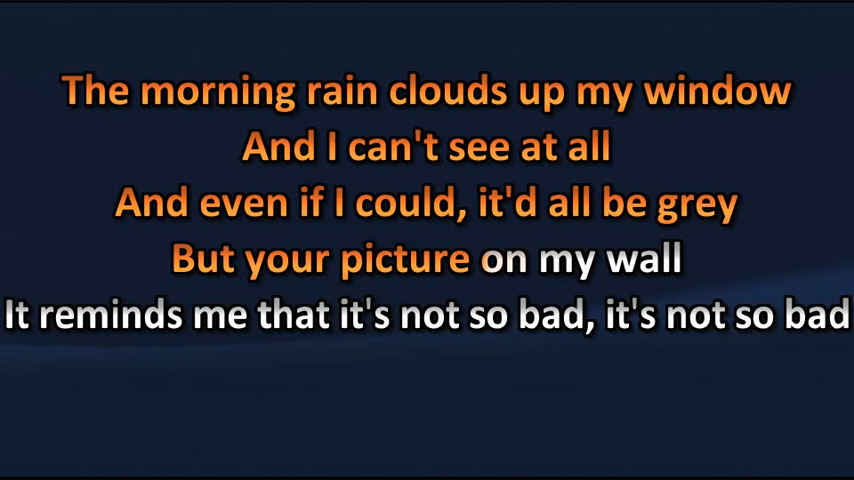 The morning rain clouds up my window
And I can't see at all
And even if I could, it'd all be grey
But your picture on my wall
It reminds me that it's not so bad, it's not so bad